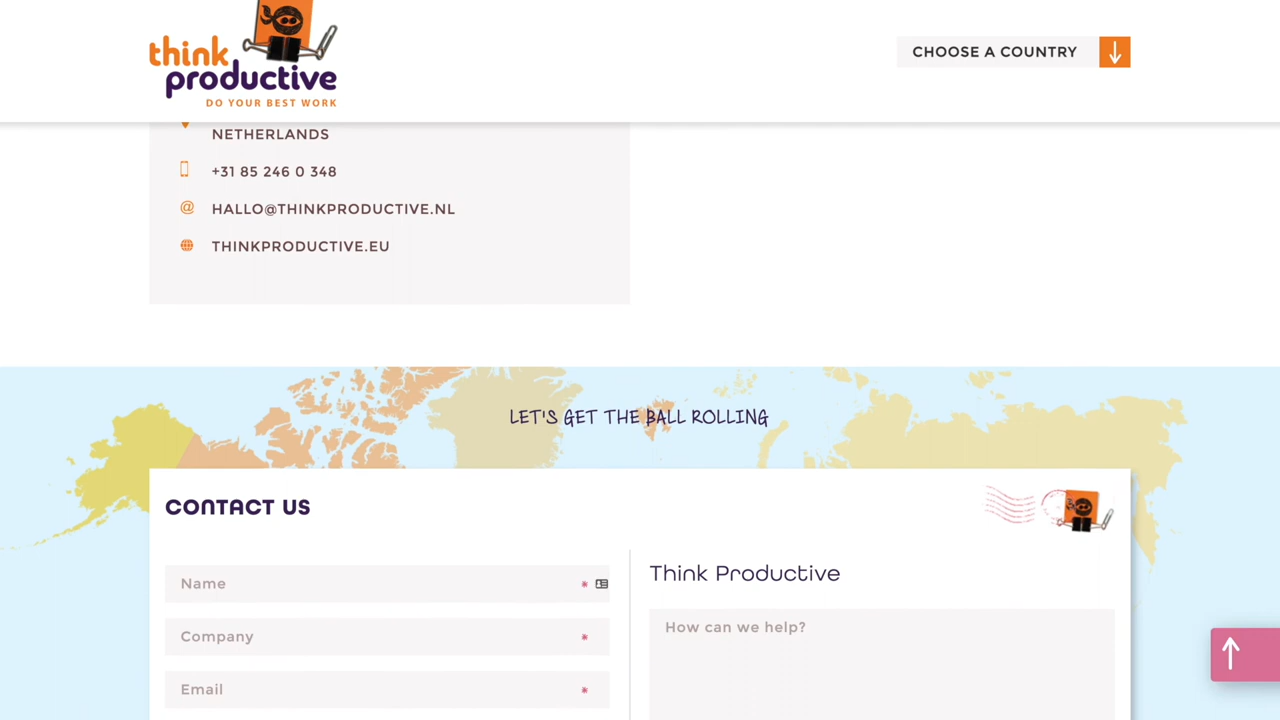 think
productive
DO YOUR BEST WORK
CHOOSE A COUNTRY
NETHERLANDS
+31 85 246 0 348
@ HALLO@THINKPRODUCTIVE.NL
THINKPRODUCTIVE.EU
LET'S GET THE BALL ROLLING
CONTACT US
Name *
Company *
Email *
Think Productive
How can we help?